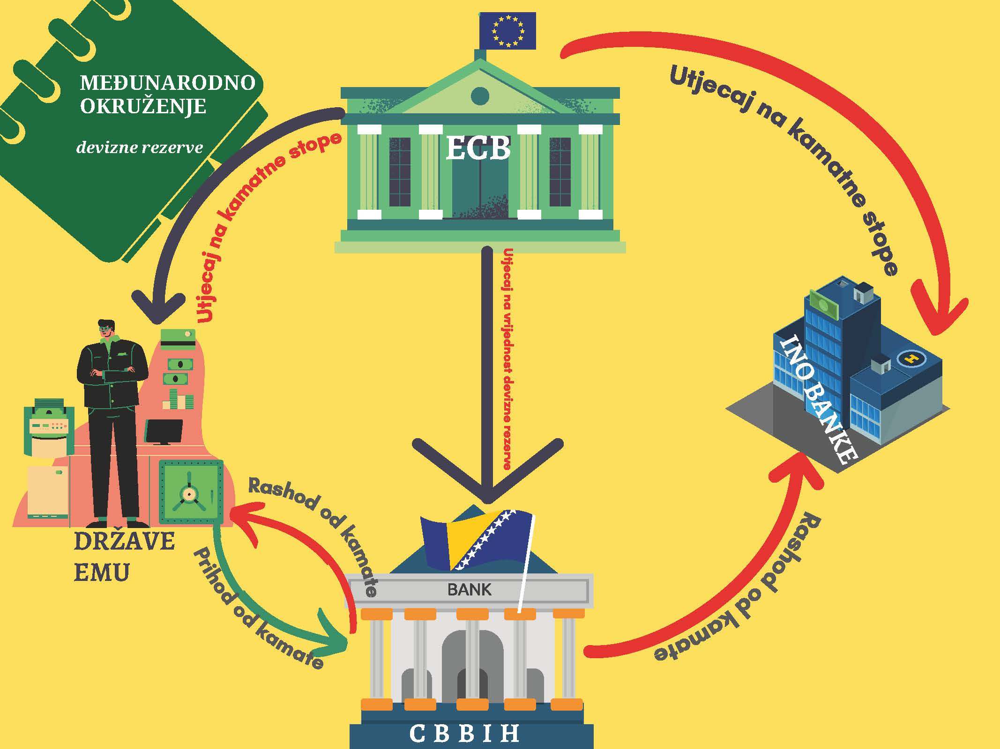 MEĐUNARODNO
OKRUŽENJE
devizne rezerve
ECB
Utjecaj na kamatne stope
Utjecaj na kamatne stope
Utjecaj na vrijednost devizne rezerve
INO BANKE
H
DRŽAVE
EMU
Rashod od kamate
Prihod od kamate
Rashod od kamate
BANK
CBBIH